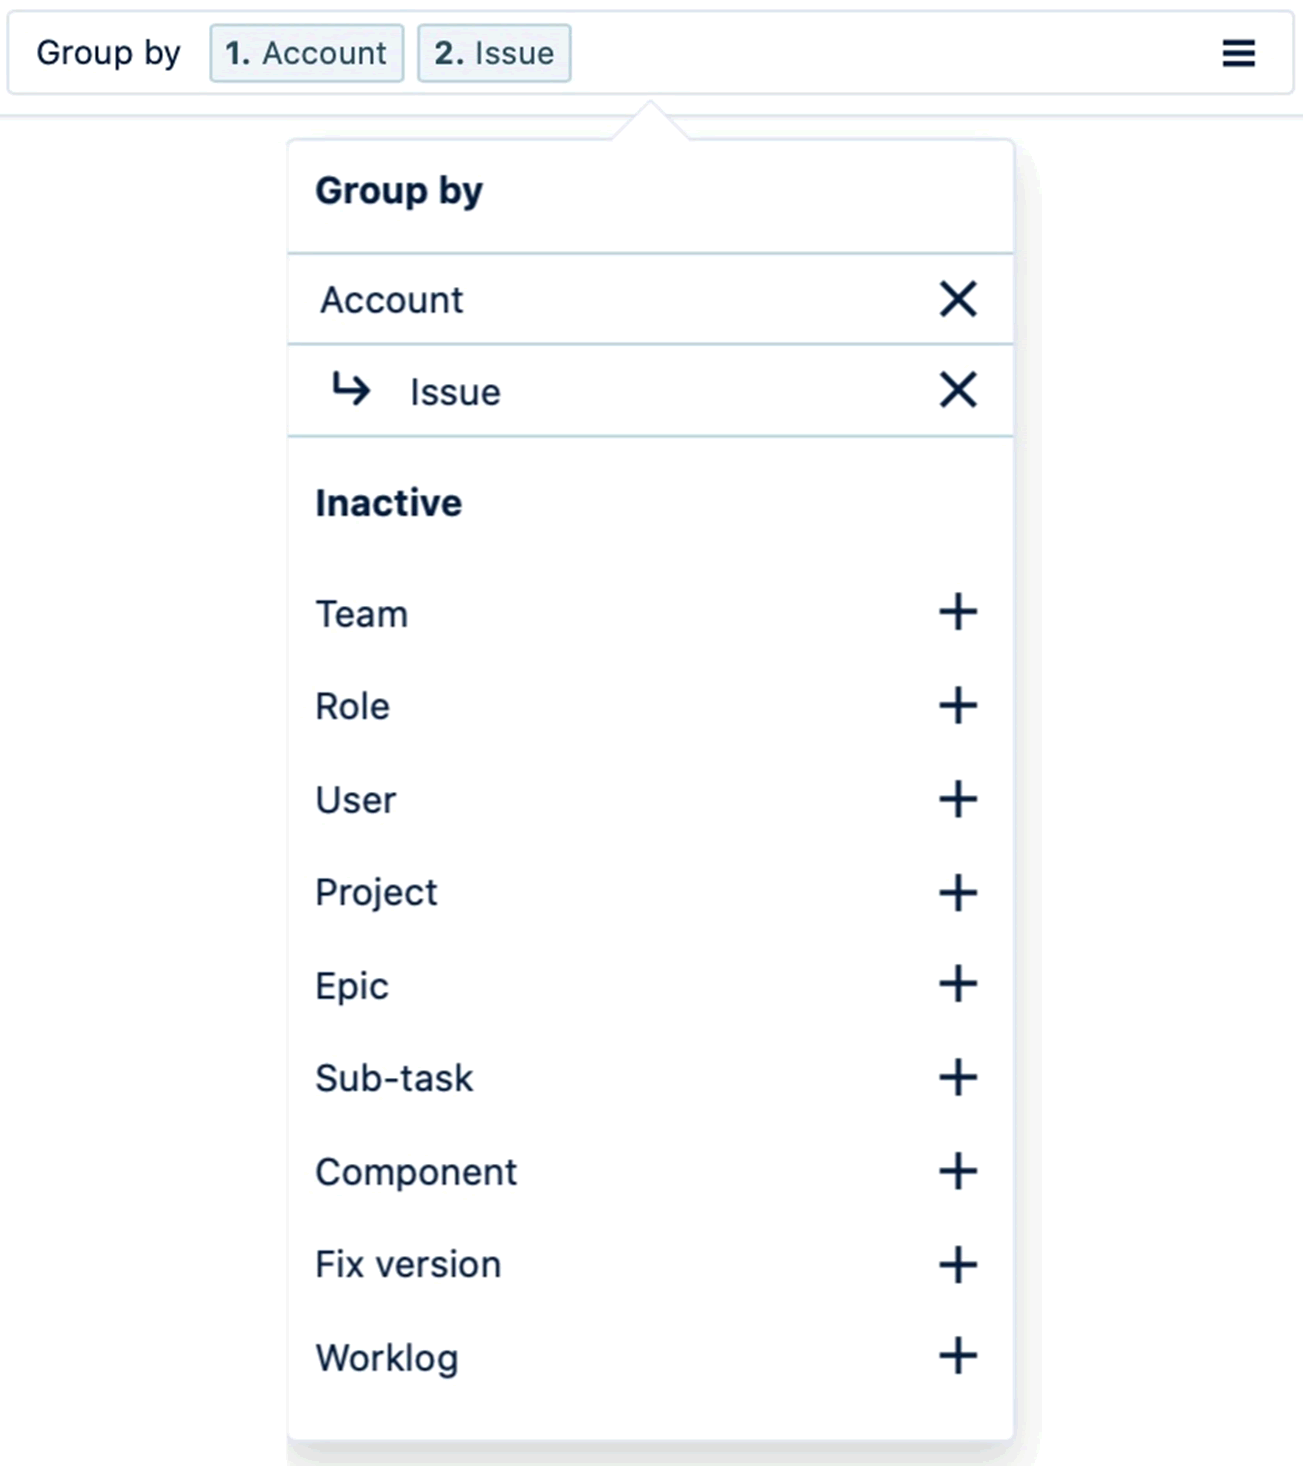 Group by 1. Account 2. Issue
Group by
Account
Issue
Inactive
Team
Role
User
Project
Epic
Sub-task
Component
Fix version
Worklog